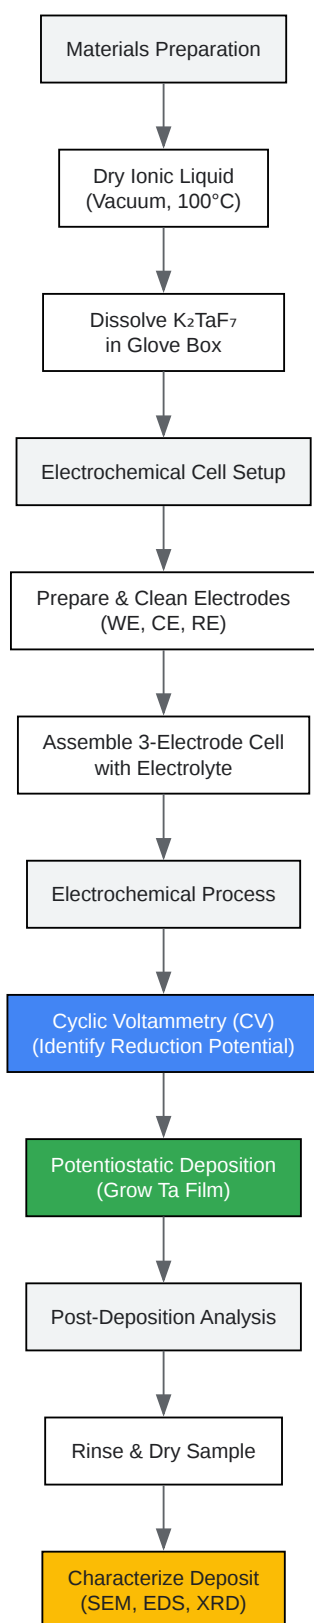 Materials Preparation
Dry Ionic Liquid
(Vacuum, 100°C)
Dissolve K₂TaF₇
in Glove Box
Electrochemical Cell Setup
Prepare & Clean Electrodes
(WE, CE, RE)
Assemble 3-Electrode Cell
with Electrolyte
Electrochemical Process
Cyclic Voltammetry (CV)
(Identify Reduction Potential)
Potentiostatic Deposition
(Grow Ta Film)
Post-Deposition Analysis
Rinse & Dry Sample
Characterize Deposit
(SEM, EDS, XRD)